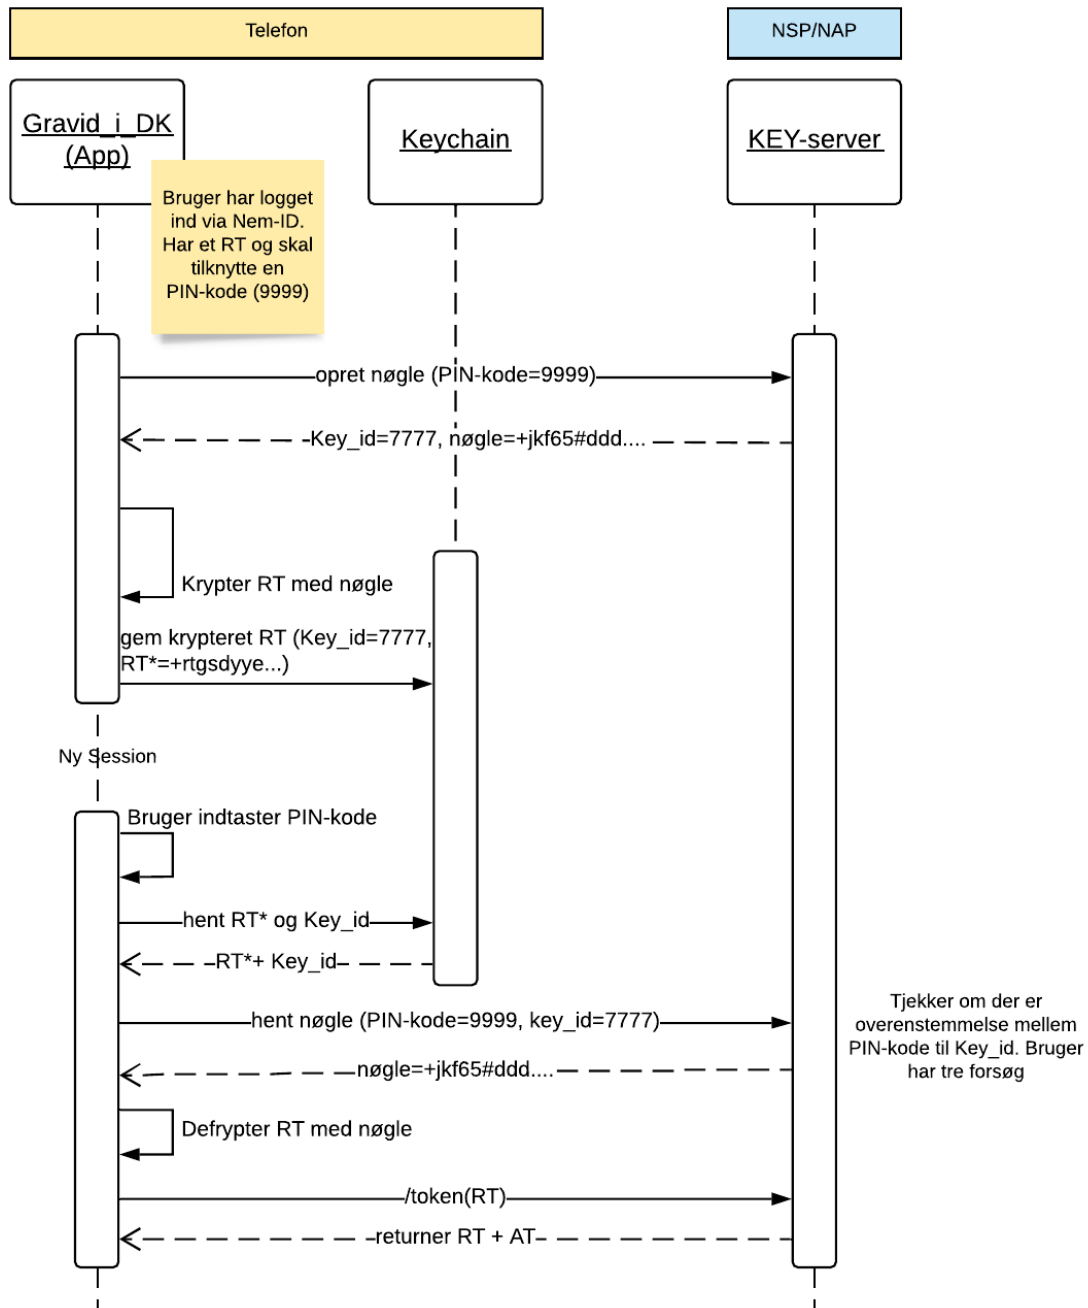 Telefon
NSP/NAP
Gravid_i_DK
(App)
Keychain
KEY-server
Bruger har logget
ind via Nem-ID.
Har et RT og skal
tilknytte en
PIN-kode (9999)
opret nøgle (PIN-kode=9999)
Key_id=7777, nøgle=+jkf65#ddd....
Krypter RT med nøgle
gem krypteret RT (Key_id=7777,
RT*=+rtgsdyye...)
Ny Session
Bruger indtaster PIN-kode
hent RT* og Key_id
RT*+ Key_id
hent nøgle (PIN-kode=9999, key_id=7777)
Tjekker om der er
overenstemmelse mellem
PIN-kode til Key_id. Bruger
har tre forsøg
nøgle=+jkf65#ddd....
Defrypter RT med nøgle
/token(RT)
returner RT + AT